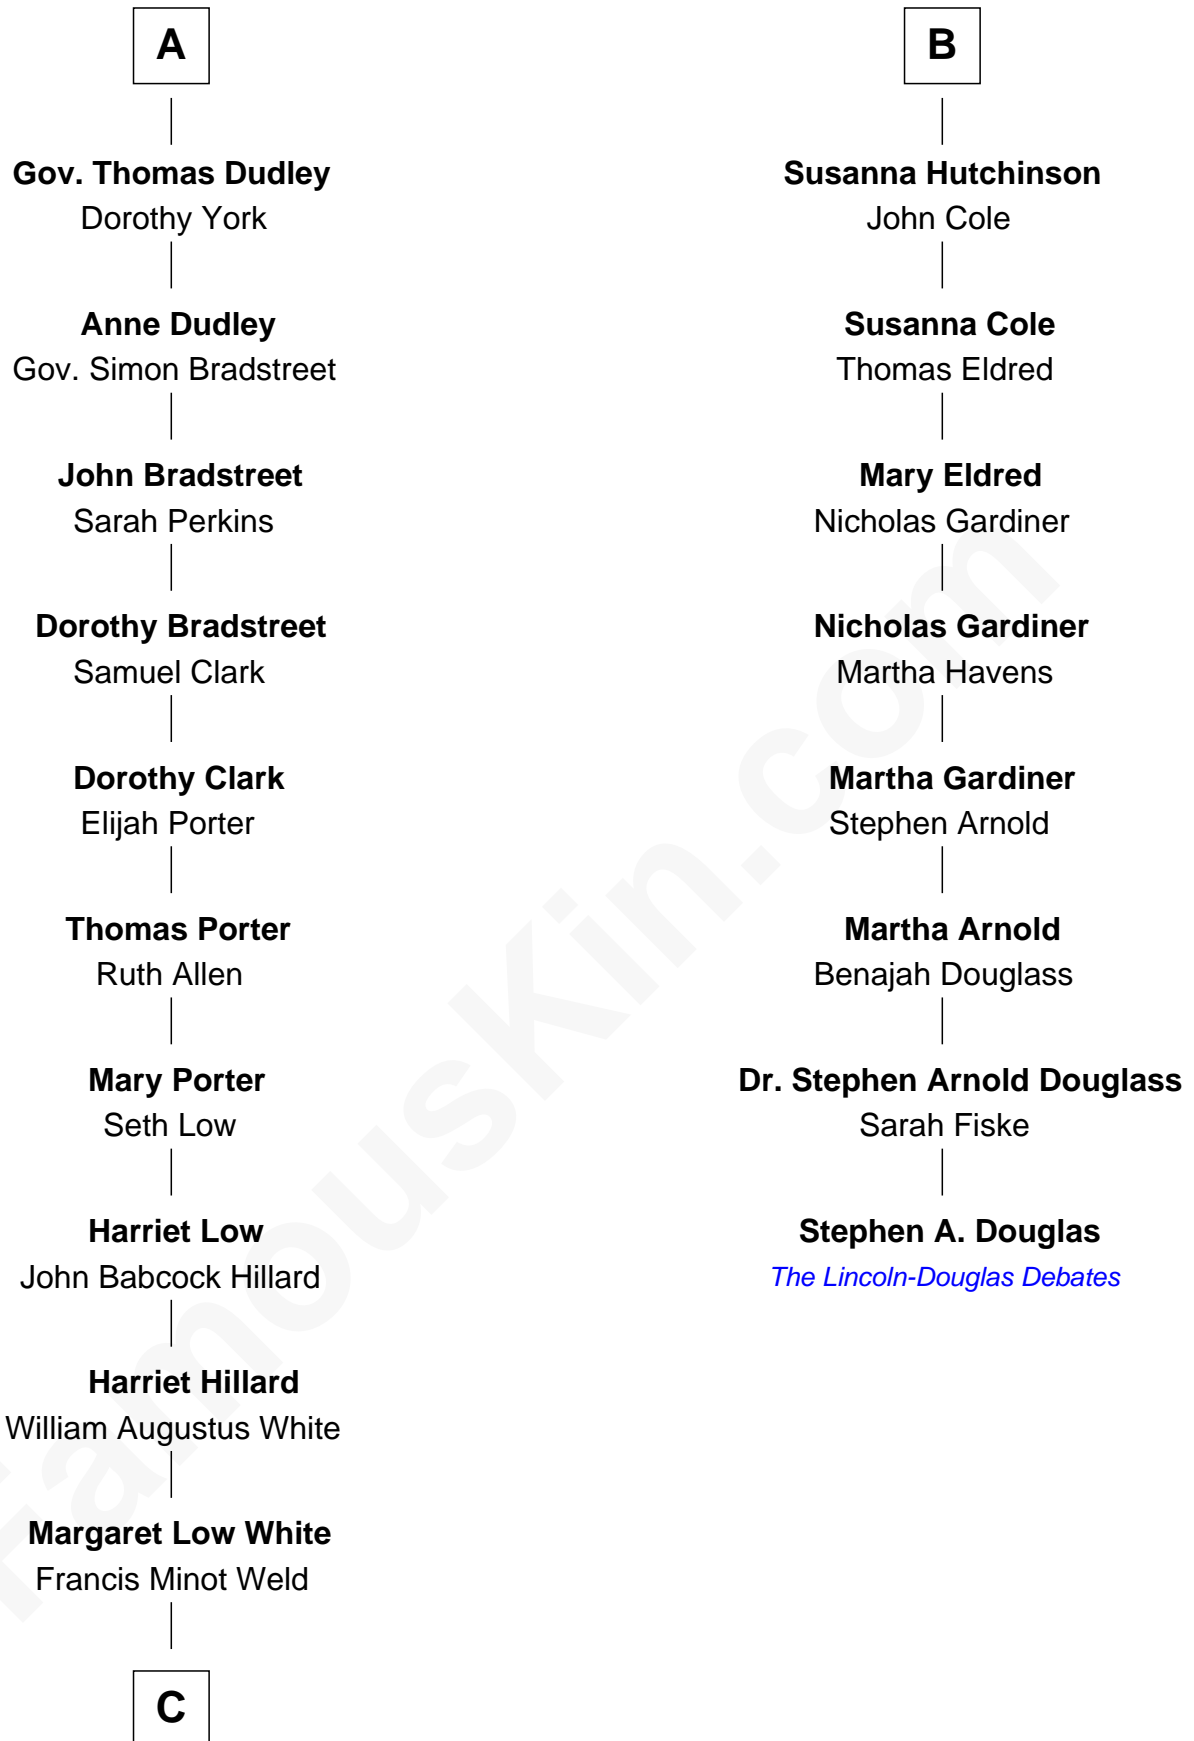 A
Gov. Thomas Dudley
Dorothy York
Anne Dudley
Gov. Simon Bradstreet
John Bradstreet
Sarah Perkins
Dorothy Bradstreet
Samuel Clark
Dorothy Clark
Elijah Porter
Thomas Porter
Ruth Allen
Mary Porter
Seth Low
Harriet Low
John Babcock Hillard
Harriet Hillard
William Augustus White
Margaret Low White
Francis Minot Weld
C
B
Susanna Hutchinson
John Cole
Susanna Cole
Thomas Eldred
Mary Eldred
Nicholas Gardiner
Nicholas Gardiner
Martha Havens
Martha Gardiner
Stephen Arnold
Martha Arnold
Benajah Douglass
Dr. Stephen Arnold Douglass
Sarah Fiske
Stephen A. Douglas
The Lincoln-Douglas Debates
FamousKin.com